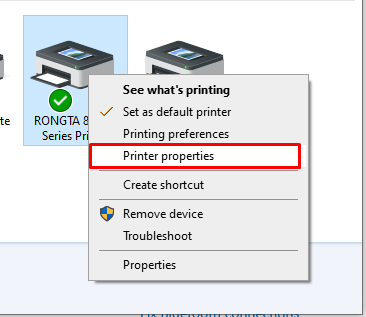 te
RONGTA 8
Series Pri
See what's printing
Set as default printer
Printing preferences
Printer properties
Create shortcut
Remove device
Troubleshoot
Properties